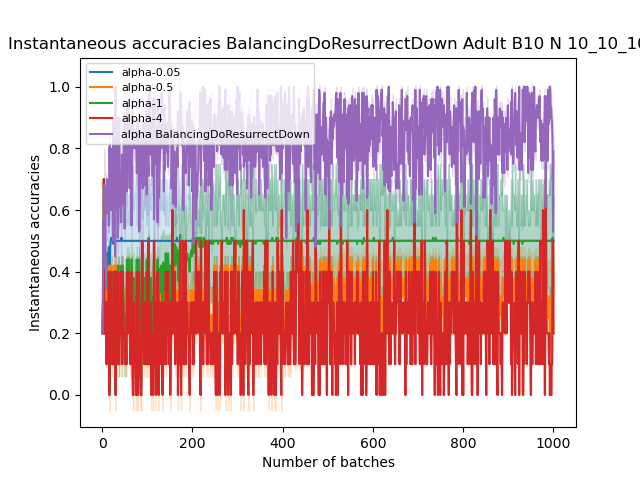 Instantaneous accuracies BalancingDoResurrectDown Adult B10 N 10_10_10
alpha-0.05
alpha-0.5
alpha-1
alpha-4
alpha BalancingDoResurrectDown
1.0
0.8
0.6
0.4
0.2
0.0
Instantaneous accuracies
0
200
400
600
800
1000
Number of batches